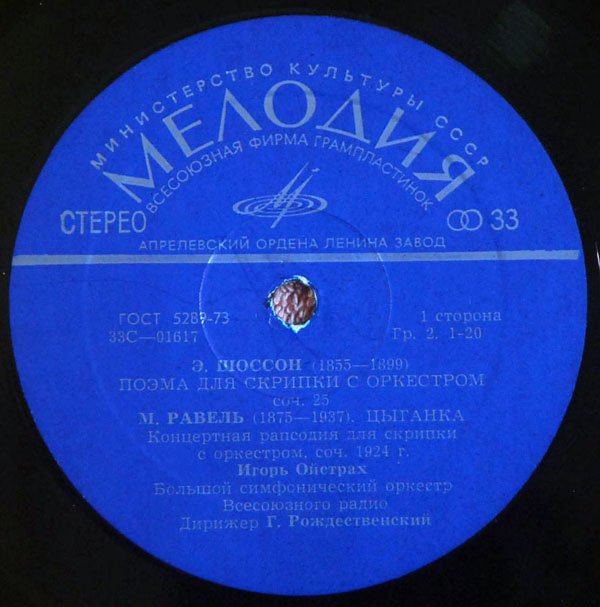 МИНИСТЕРСТВО КУЛЬТУРЫ СССР
МЕЛОДИЯ
ВСЕСОЮЗНАЯ ФИРМА ГРАМПЛАСТИНОК
СТЕРЕО
33
АПРЕЛЕВСКИЙ ОРДЕНА ЛЕНИНА ЗАВОД
ГОСТ 5289-73
1 сторона
33С—01617
Гр. 2. 1-20
Э. ШОССОН (1855—1899)
ПОЭМА ДЛЯ СКРИПКИ С ОРКЕСТРОМ
соч. 25
М. РАВЕЛЬ (1875—1937). ЦЫГАНКА
Концертная рапсодия для скрипки
с оркестром, соч. 1924 г.
Игорь Ойстрах
Большой симфонический оркестр
Всесоюзного радио
Дирижер Г. Рождественский